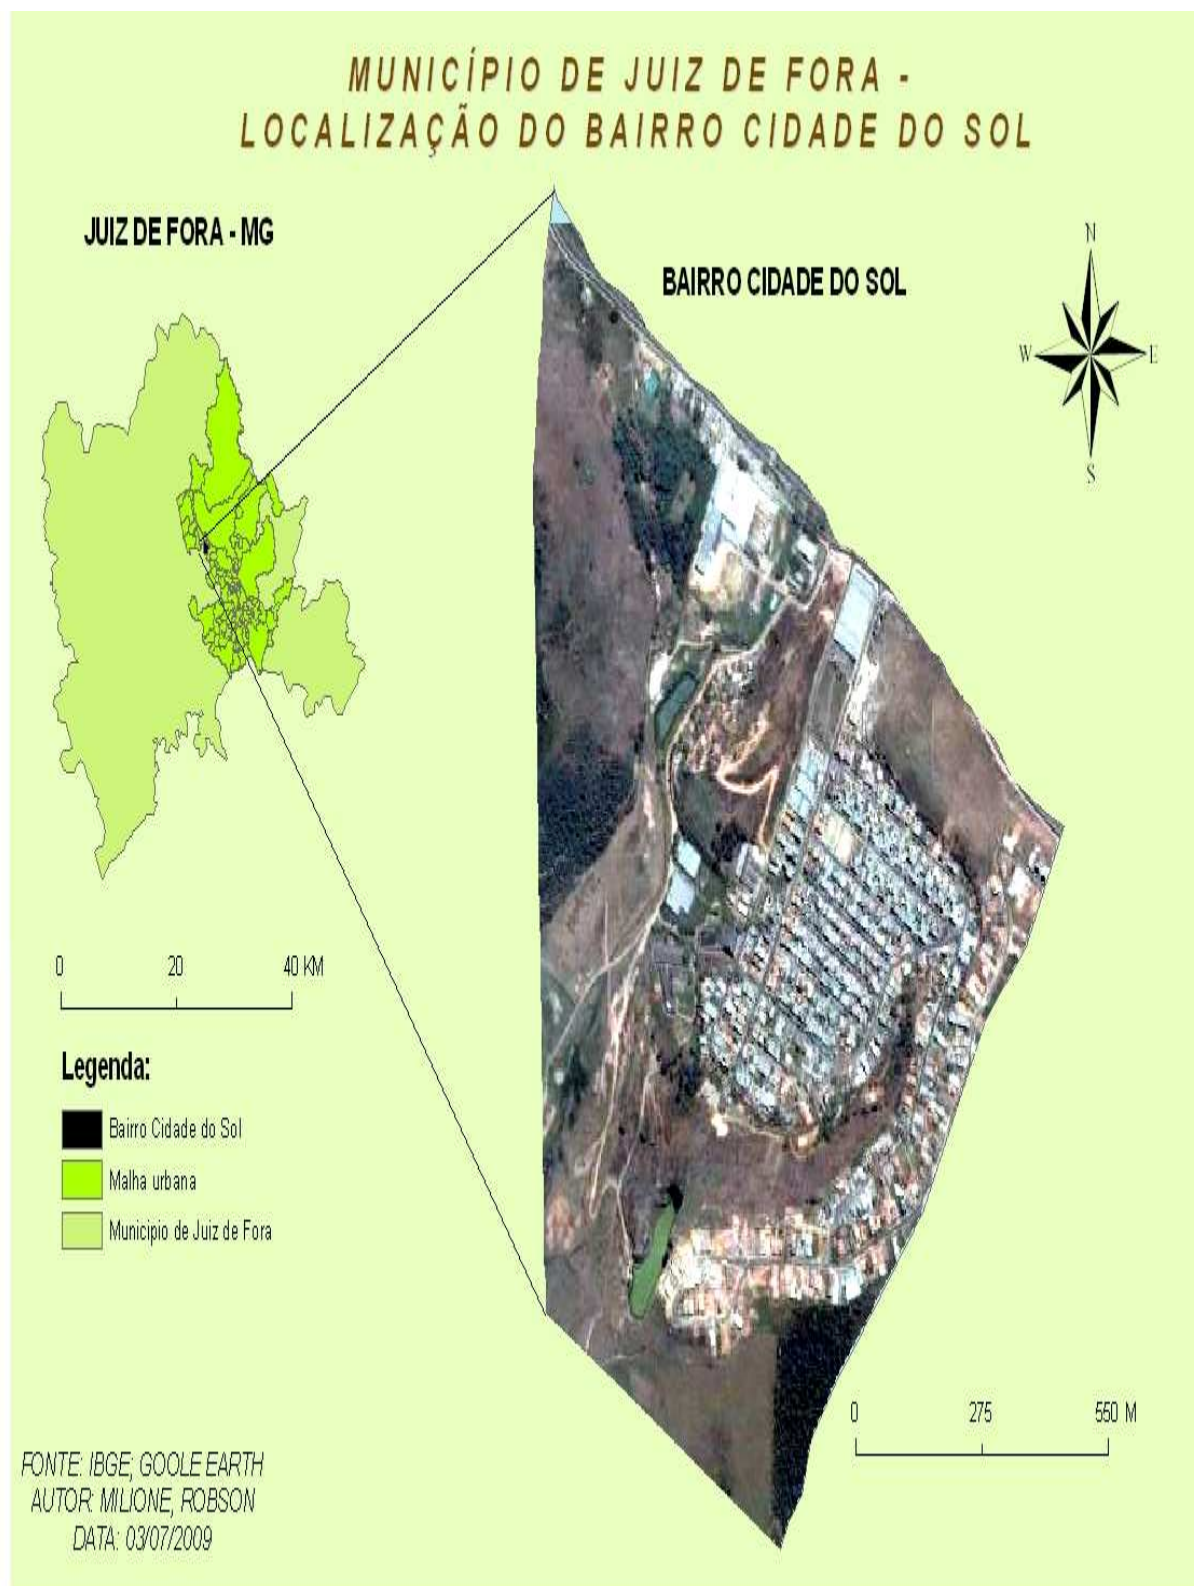 MUNICÍPIO DE JUIZ DE FORA -
LOCALIZAÇÃO DO BAIRRO CIDADE DO SOL
JUIZ DE FORA - MG
BAIRRO CIDADE DO SOL
N
W E
S
0 20 40 KM
Legenda:
Bairro Cidade do Sol
Malha urbana
Municipio de Juiz de Fora
0 275 550 M
FONTE: IBGE; GOOLE EARTH
AUTOR: MILIONE, ROBSON
DATA: 03/07/2009